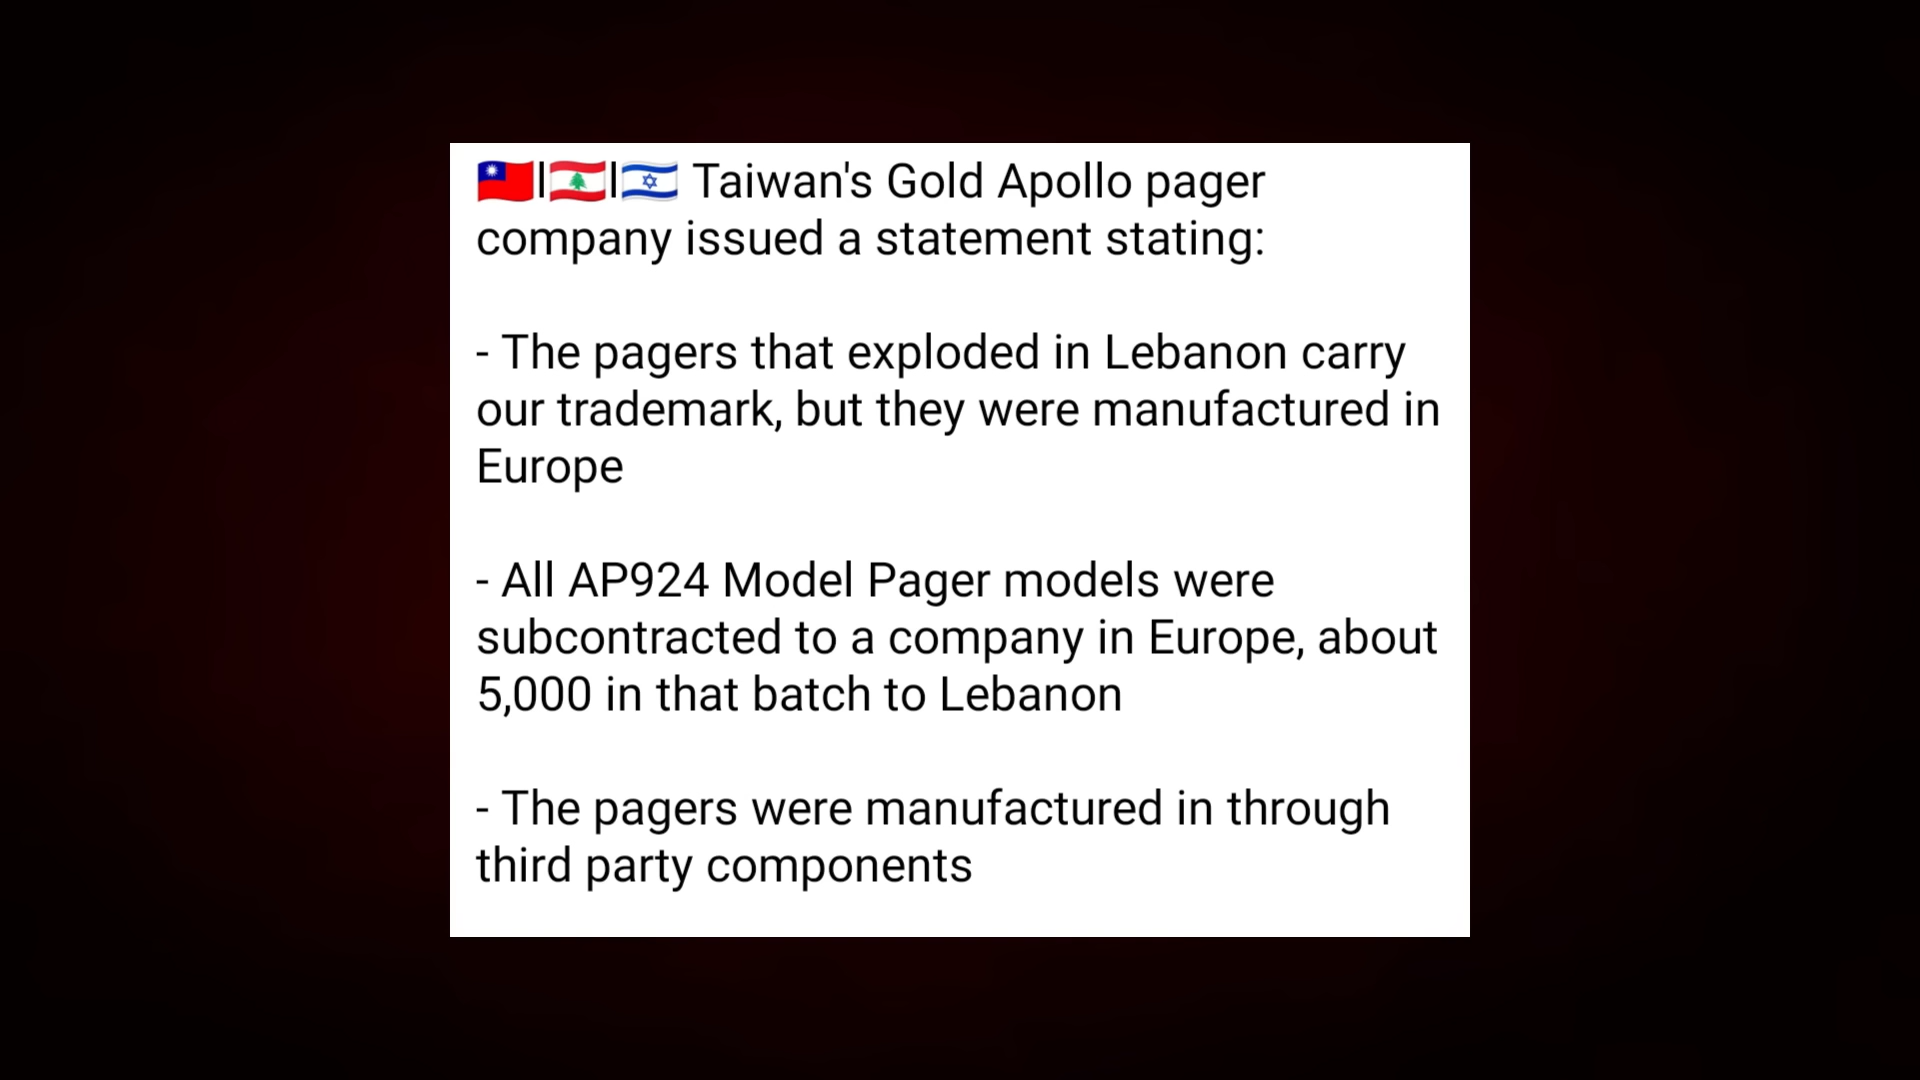 🇹🇼|🇱🇧|🇮🇱 Taiwan's Gold Apollo pager
company issued a statement stating:
- The pagers that exploded in Lebanon carry
our trademark, but they were manufactured in
Europe
- All AP924 Model Pager models were
subcontracted to a company in Europe, about
5,000 in that batch to Lebanon
- The pagers were manufactured in through
third party components